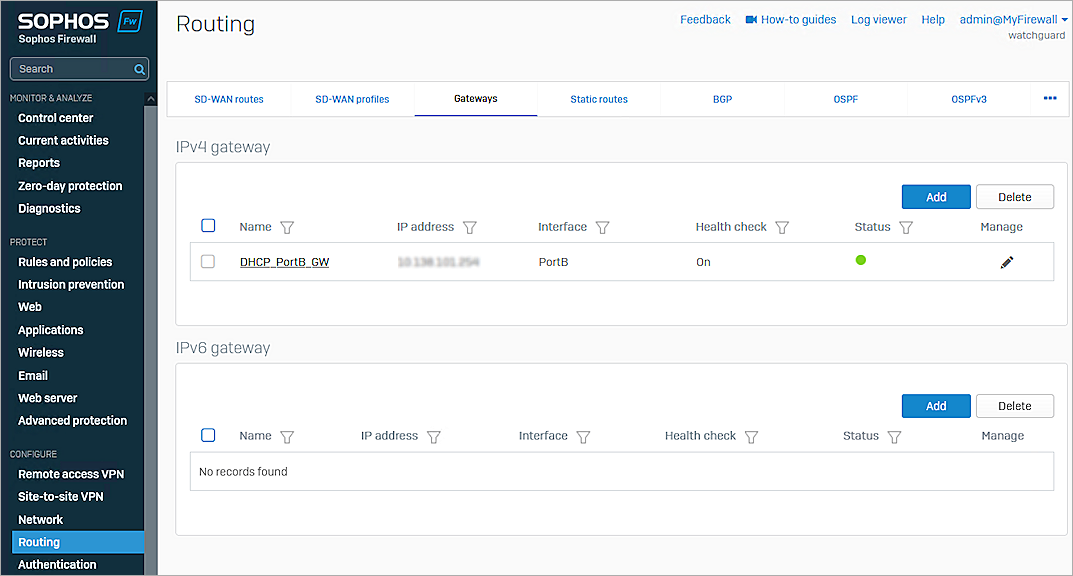 SOPHOS Fw
Sophos Firewall
Search
MONITOR & ANALYZE
Control center
Current activities
Reports
Zero-day protection
Diagnostics
PROTECT
Rules and policies
Intrusion prevention
Web
Applications
Wireless
Email
Web server
Advanced protection
CONFIGURE
Remote access VPN
Site-to-site VPN
Network
Routing
Authentication
Routing
Feedback How-to guides Log viewer Help admin@MyFirewall
watchguard
SD-WAN routes SD-WAN profiles Gateways Static routes BGP OSPF OSPFv3
IPv4 gateway
Add Delete
Name IP address Interface Health check Status Manage
DHCP_PortB_GW PortB On
IPv6 gateway
Add Delete
Name IP address Interface Health check Status Manage
No records found